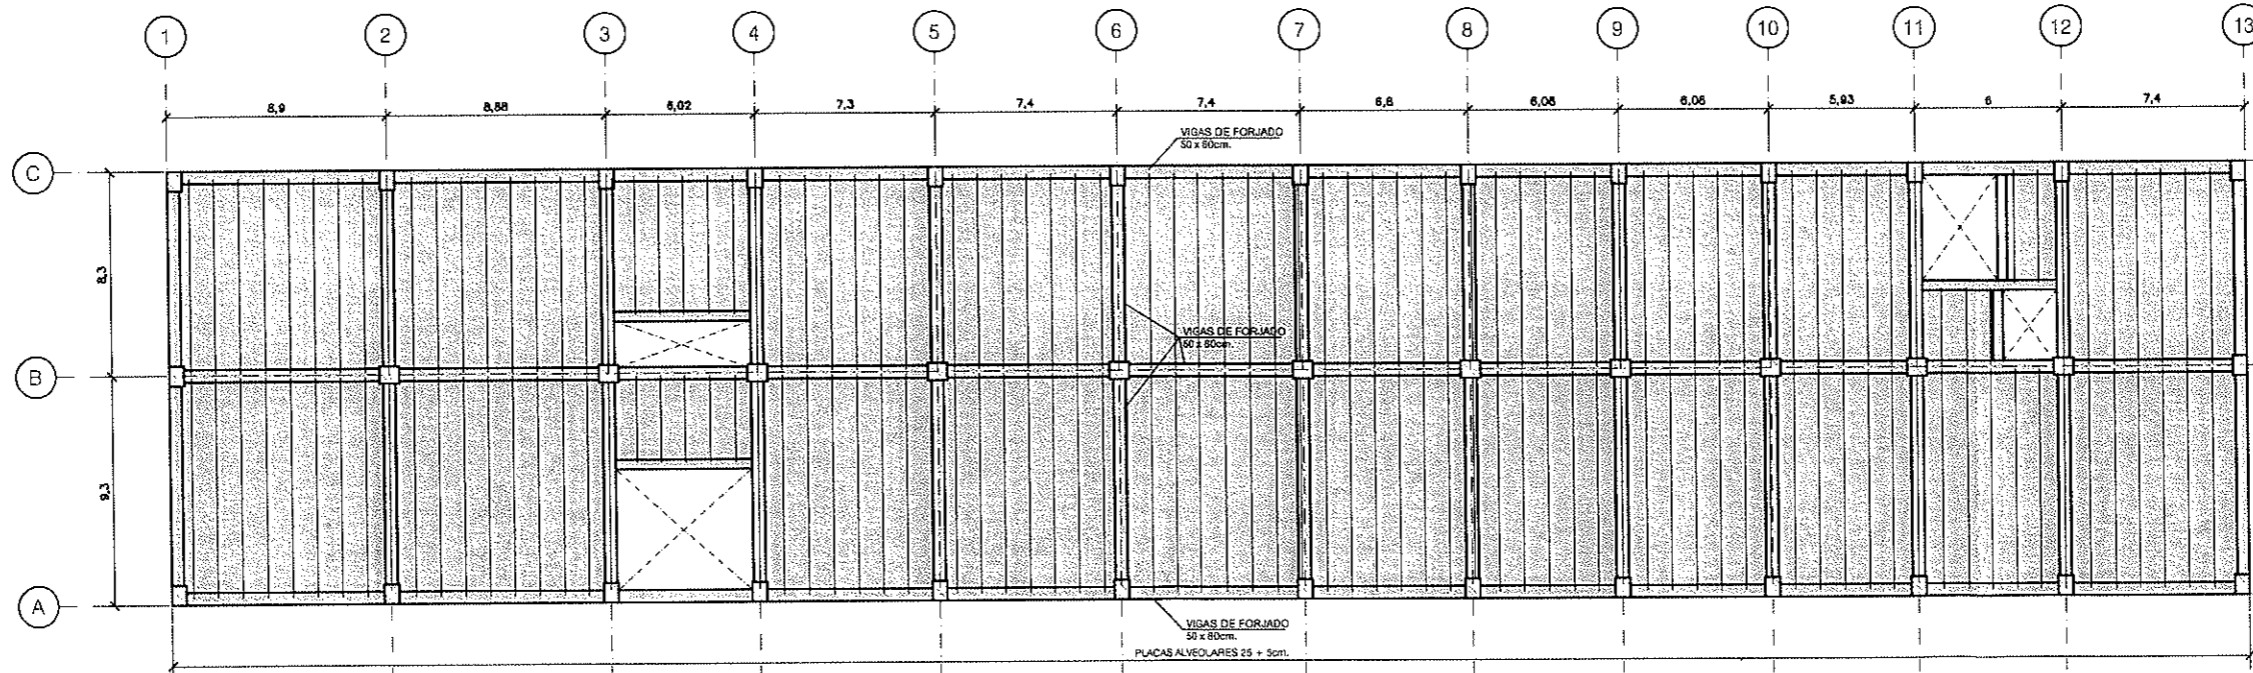 1 2 3 4 5 6 7 8 9 10 11 12 13
8,9 8,88 6,02 7,3 7,4 7,4 6,8 6,08 6,08 5,93 6 7,4
VIGAS DE FORJADO
50 x 80cm.
C
8,3
VIGAS DE FORJADO
50 x 80cm.
B
9,3
A
VIGAS DE FORJADO
50 x 80cm.
PLACAS ALVEOLARES 25 + 5cm.